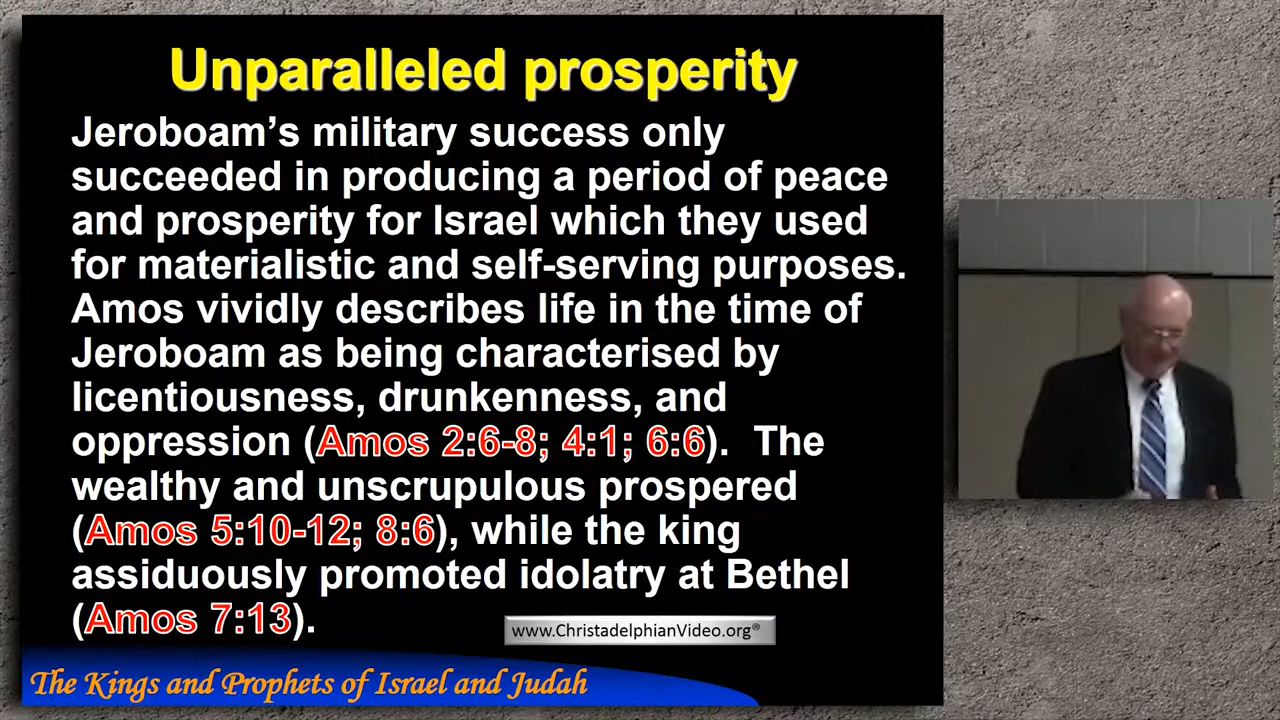 Unparalleled prosperity
Jeroboam’s military success only
succeeded in producing a period of peace
and prosperity for Israel which they used
for materialistic and self-serving purposes.
Amos vividly describes life in the time of
Jeroboam as being characterised by
licentiousness, drunkenness, and
oppression (Amos 2:6-8; 4:1; 6:6).  The
wealthy and unscrupulous prospered
(Amos 5:10-12; 8:6), while the king
assiduously promoted idolatry at Bethel
(Amos 7:13).
www.ChristadelphianVideo.org®
The Kings and Prophets of Israel and Judah